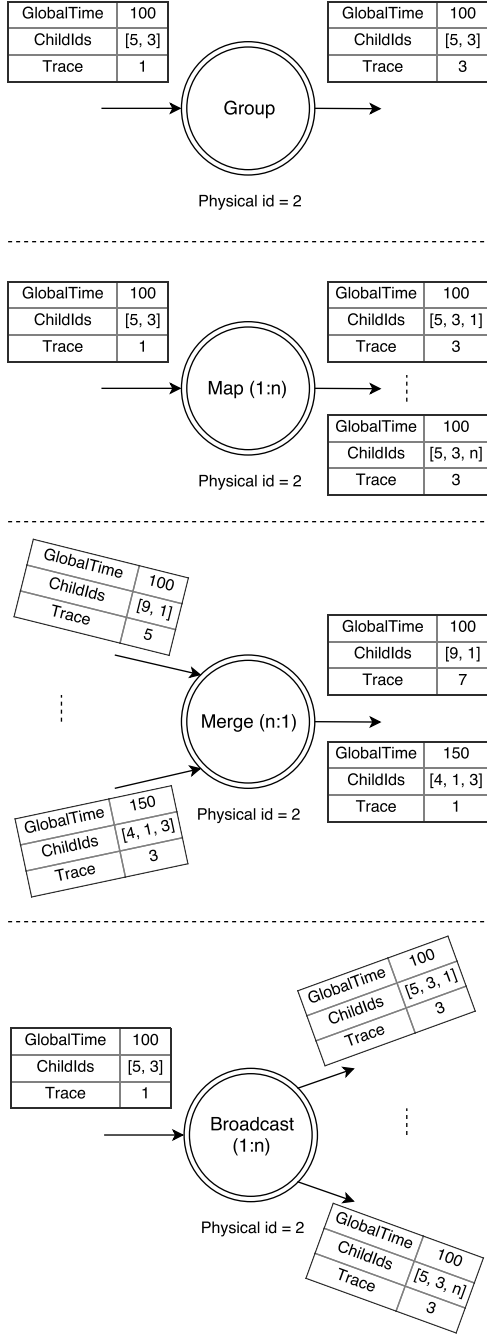 GlobalTime 100
ChildIds [5, 3]
Trace 1
GlobalTime 100
ChildIds [5, 3]
Trace 3
Group
Physical id = 2
GlobalTime 100
ChildIds [5, 3]
Trace 1
GlobalTime 100
ChildIds [5, 3, 1]
Trace 3
Map (1:n)
GlobalTime 100
ChildIds [5, 3, n]
Trace 3
Physical id = 2
GlobalTime 100
ChildIds [9, 1]
Trace 5
GlobalTime 100
ChildIds [9, 1]
Trace 7
Merge (n:1)
GlobalTime 150
ChildIds [4, 1, 3]
Trace 1
GlobalTime 150
ChildIds [4, 1, 3]
Trace 3
Physical id = 2
GlobalTime 100
ChildIds [5, 3, 1]
Trace 3
GlobalTime 100
ChildIds [5, 3]
Trace 1
Broadcast
(1:n)
Physical id = 2
GlobalTime 100
ChildIds [5, 3, n]
Trace 3